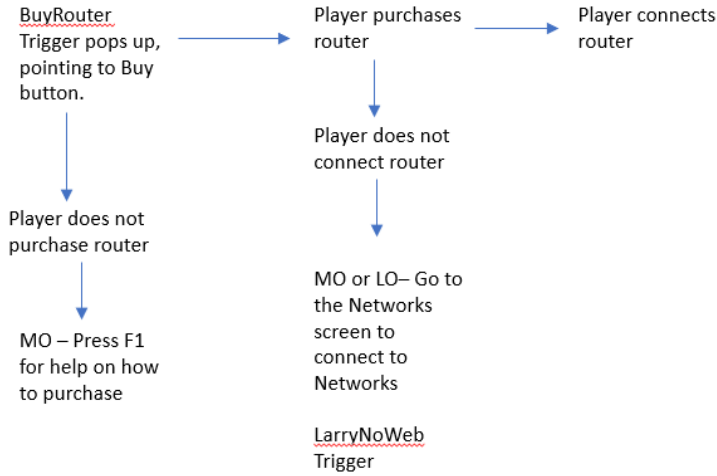 BuyRouter
Trigger pops up,
pointing to Buy
button.
Player purchases
router
Player connects
router
Player does not
connect router
Player does not
purchase router
MO – Press F1
for help on how
to purchase
MO or LO– Go to
the Networks
screen to
connect to
Networks
LarryNoWeb
Trigger